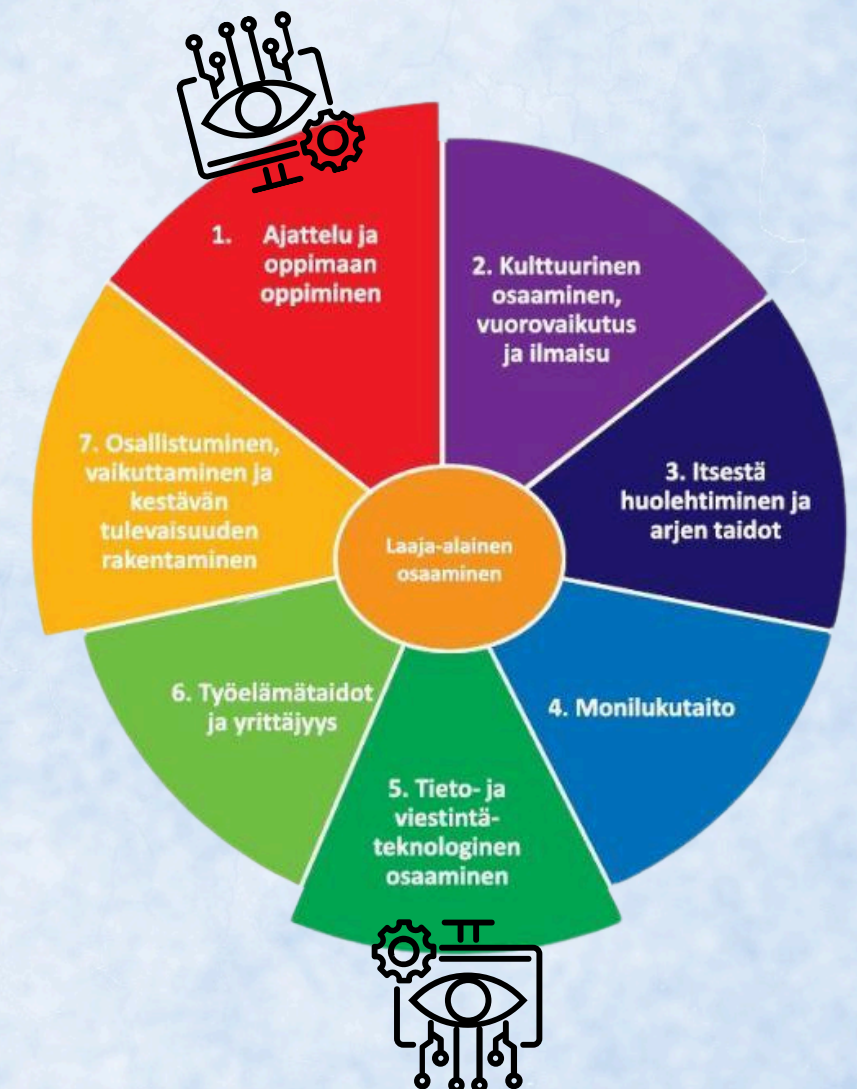 1. Ajattelu ja
oppimaan
oppiminen
2. Kulttuurinen
osaaminen,
vuorovaikutus
ja ilmaisu
3. Itsestä
huolehtiminen ja
arjen taidot
4. Monilukutaito
5. Tieto- ja
viestintä-
teknologinen
osaaminen
6. Työelämätaidot
ja yrittäjyys
7. Osallistuminen,
vaikuttaminen ja
kestävän
tulevaisuuden
rakentaminen
Laaja-alainen
osaaminen